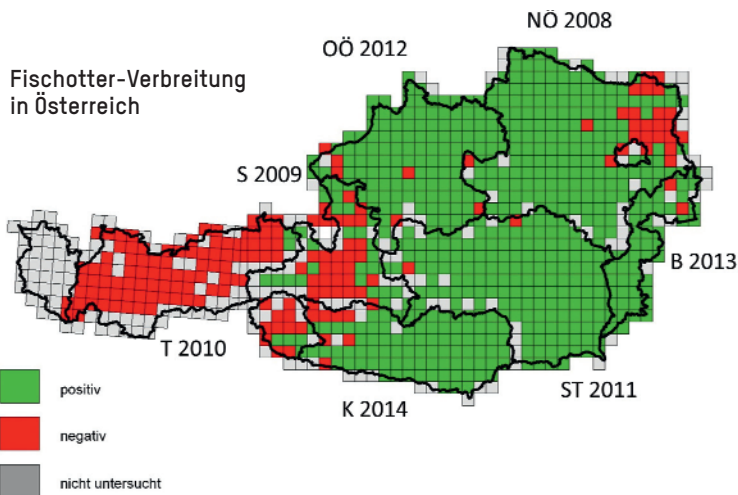 NÖ 2008
OÖ 2012
Fischotter-Verbreitung
in Österreich
S 2009
B 2013
T 2010
ST 2011
K 2014
positiv
negativ
nicht untersucht